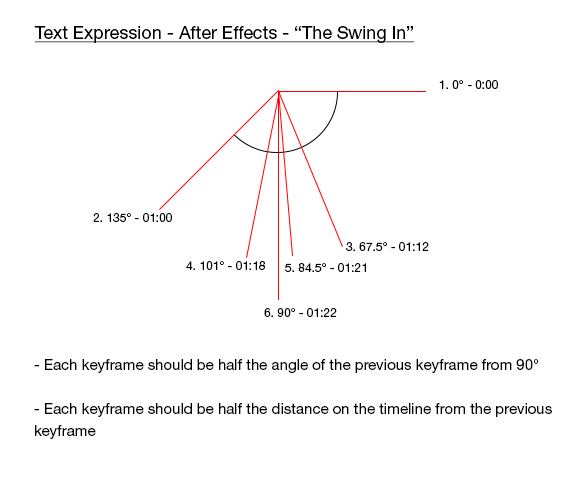 Text Expression - After Effects - “The Swing In”
1. 0° - 0:00
2. 135° - 01:00
3. 67.5° - 01:12
4. 101° - 01:18
5. 84.5° - 01:21
6. 90° - 01:22
- Each keyframe should be half the angle of the previous keyframe from 90°
- Each keyframe should be half the distance on the timeline from the previous
keyframe